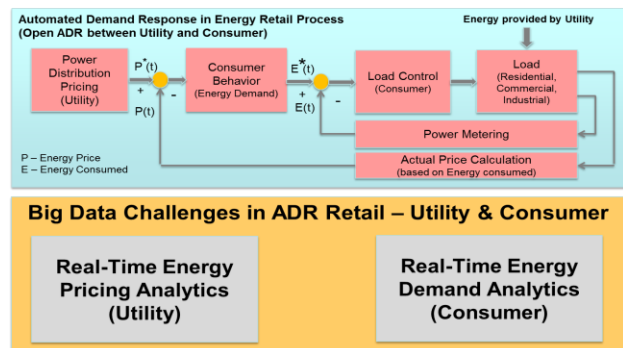 Automated Demand Response in Energy Retail Process
(Open ADR between Utility and Consumer)
Energy provided by Utility
Power
Distribution
Pricing
(Utility)
P*(t)
+
-
P(t)
Consumer
Behavior
(Energy Demand)
E*(t)
+
-
E(t)
Load Control
(Consumer)
Load
(Residential,
Commercial,
Industrial)
Power Metering
Actual Price Calculation
(based on Energy consumed)
P – Energy Price
E – Energy Consumed
Big Data Challenges in ADR Retail – Utility & Consumer
Real-Time Energy
Pricing Analytics
(Utility)
Real-Time Energy
Demand Analytics
(Consumer)